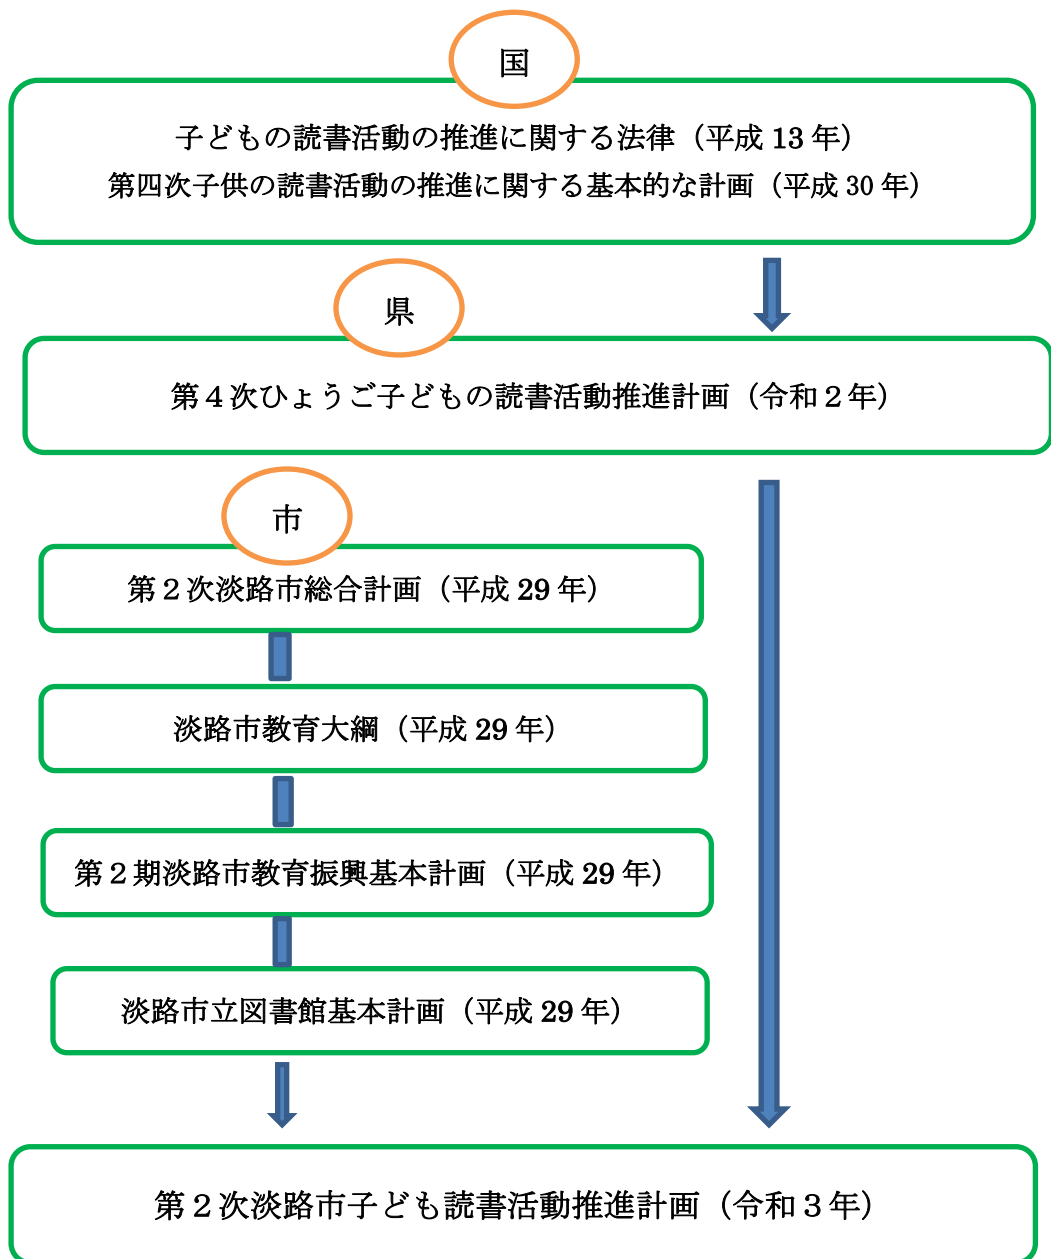 国
子どもの読書活動の推進に関する法律（平成 13 年）
第四次子供の読書活動の推進に関する基本的な計画（平成 30 年）
県
第４次ひょうご子どもの読書活動推進計画（令和２年）
市
第２次淡路市総合計画（平成 29 年）
淡路市教育大綱（平成 29 年）
第２期淡路市教育振興基本計画（平成 29 年）
淡路市立図書館基本計画（平成 29 年）
第２次淡路市子ども読書活動推進計画（令和３年）